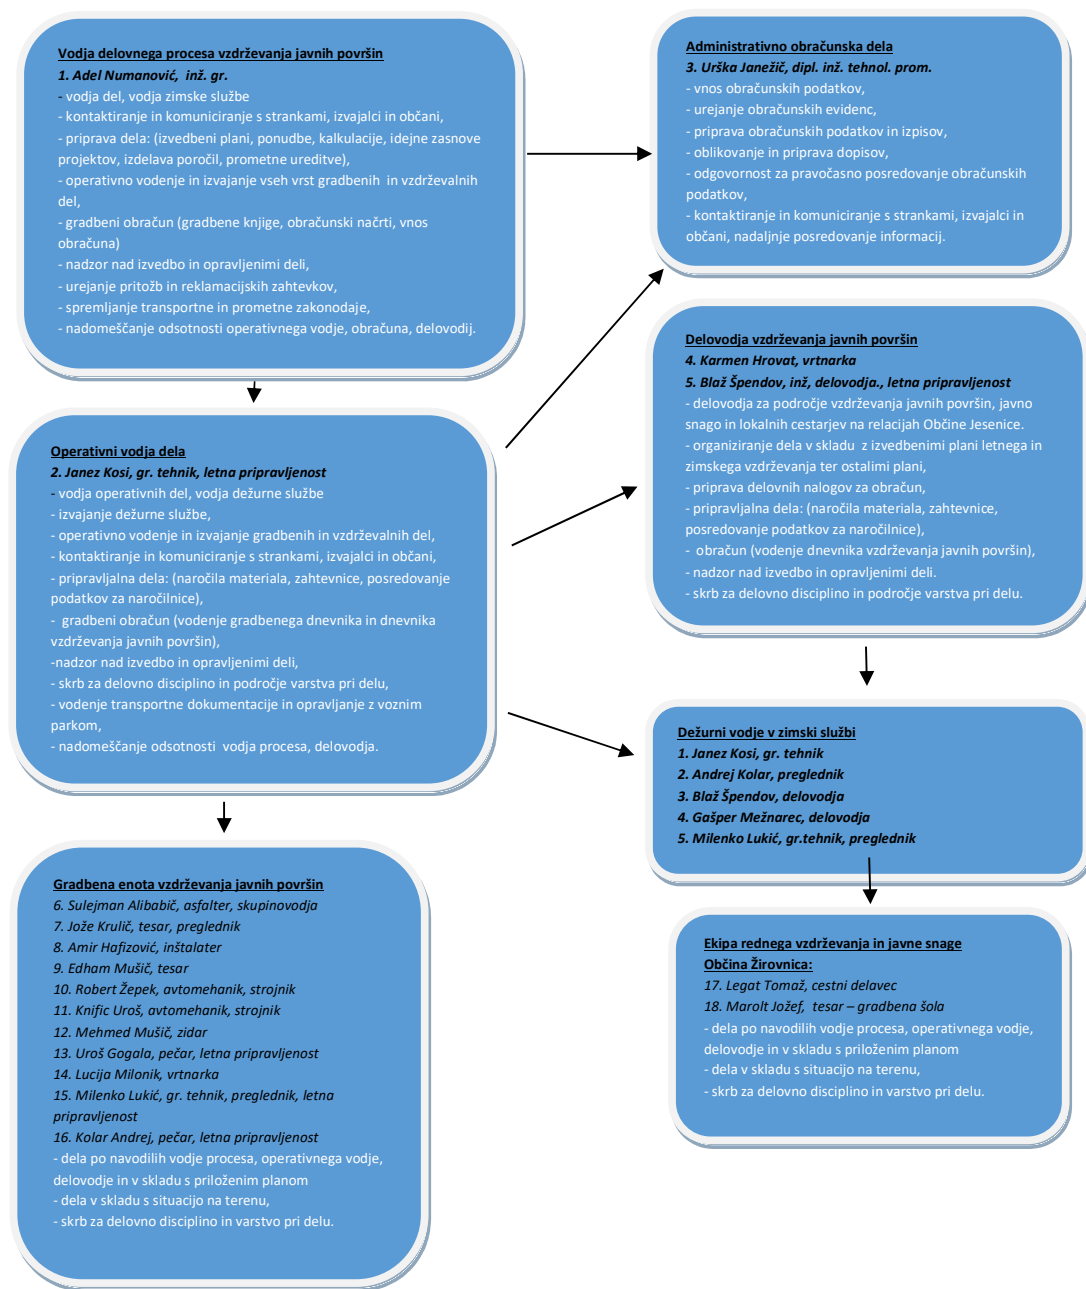 Vodja delovnega procesa vzdrževanja javnih površin
1. Adel Numanović, inž. gr.
- vodja del, vodja zimske službe
- kontaktiranje in komuniciranje s strankami, izvajalci in občani,
- priprava dela: (izvedbeni plani, ponudbe, kalkulacije, idejne zasnove
projektov, izdelava poročil, prometne ureditve),
- operativno vodenje in izvajanje vseh vrst gradbenih in vzdrževalnih
del,
- gradbeni obračun (gradbene knjige, obračunski načrti, vnos
obračuna)
- nadzor nad izvedbo in opravljenimi deli,
- urejanje pritožb in reklamacijskih zahtevkov,
- spremljanje transportne in prometne zakonodaje,
- nadomeščanje odsotnosti operativnega vodje, obračuna, delovodij.
Administrativno obračunska dela
3. Urška Janežič, dipl. inž. tehnol. prom.
- vnos obračunskih podatkov,
- urejanje obračunskih evidenc,
- priprava obračunskih podatkov in izpisov,
- oblikovanje in priprava dopisov,
- odgovornost za pravočasno posredovanje obračunskih
podatkov,
- kontaktiranje in komuniciranje s strankami, izvajalci in
občani, nadaljnje posredovanje informacij.
Operativni vodja dela
2. Janez Kosi, gr. tehnik, letna pripravljenost
- vodja operativnih del, vodja dežurne službe
- izvajanje dežurne službe,
- operativno vodenje in izvajanje gradbenih in vzdrževalnih del,
- kontaktiranje in komuniciranje s strankami, izvajalci in občani,
- pripravljalna dela: (naročila materiala, zahtevnice, posredovanje
podatkov za naročilnice),
- gradbeni obračun (vodenje gradbenega dnevnika in dnevnika
vzdrževanja javnih površin),
-nadzor nad izvedbo in opravljenimi deli,
- skrb za delovno disciplino in področje varstva pri delu,
- vodenje transportne dokumentacije in opravljanje z voznim
parkom,
- nadomeščanje odsotnosti vodja procesa, delovodja.
Delovodja vzdrževanja javnih površin
4. Karmen Hrovat, vrtnarka
5. Blaž Špendov, inž, delovodja., letna pripravljenost
- delovodja za področje vzdrževanja javnih površin, javno
snago in lokalnih cestarjev na relacijah Občine Jesenice.
- organiziranje dela v skladu z izvedbenimi plani letnega in
zimskega vzdrževanja ter ostalimi plani,
- priprava delovnih nalogov za obračun,
- pripravljalna dela: (naročila materiala, zahtevnice,
posredovanje podatkov za naročilnice),
- obračun (vodenje dnevnika vzdrževanja javnih površin),
- nadzor nad izvedbo in opravljenimi deli.
- skrb za delovno disciplino in področje varstva pri delu.
Dežurni vodje v zimski službi
1. Janez Kosi, gr. tehnik
2. Andrej Kolar, preglednik
3. Blaž Špendov, delovodja
4. Gašper Mežnarec, delovodja
5. Milenko Lukić, gr.tehnik, preglednik
Gradbena enota vzdrževanja javnih površin
6. Sulejman Alibabič, asfalter, skupinovodja
7. Jože Krulič, tesar, preglednik
8. Amir Hafizović, inštalater
9. Edham Mušič, tesar
10. Robert Žepek, avtomehanik, strojnik
11. Knific Uroš, avtomehanik, strojnik
12. Mehmed Mušič, zidar
13. Uroš Gogala, pečar, letna pripravljenost
14. Lucija Milonik, vrtnarka
15. Milenko Lukić, gr. tehnik, preglednik, letna
pripravljenost
16. Kolar Andrej, pečar, letna pripravljenost
- dela po navodilih vodje procesa, operativnega vodje,
delovodje in v skladu s priloženim planom
- dela v skladu s situacijo na terenu,
- skrb za delovno disciplino in varstvo pri delu.
Ekipa rednega vzdrževanja in javne snage
Občina Žirovnica:
17. Legat Tomaž, cestni delavec
18. Marolt Jožef, tesar – gradbena šola
- dela po navodilih vodje procesa, operativnega vodje,
delovodje in v skladu s priloženim planom
- dela v skladu s situacijo na terenu,
- skrb za delovno disciplino in varstvo pri delu.